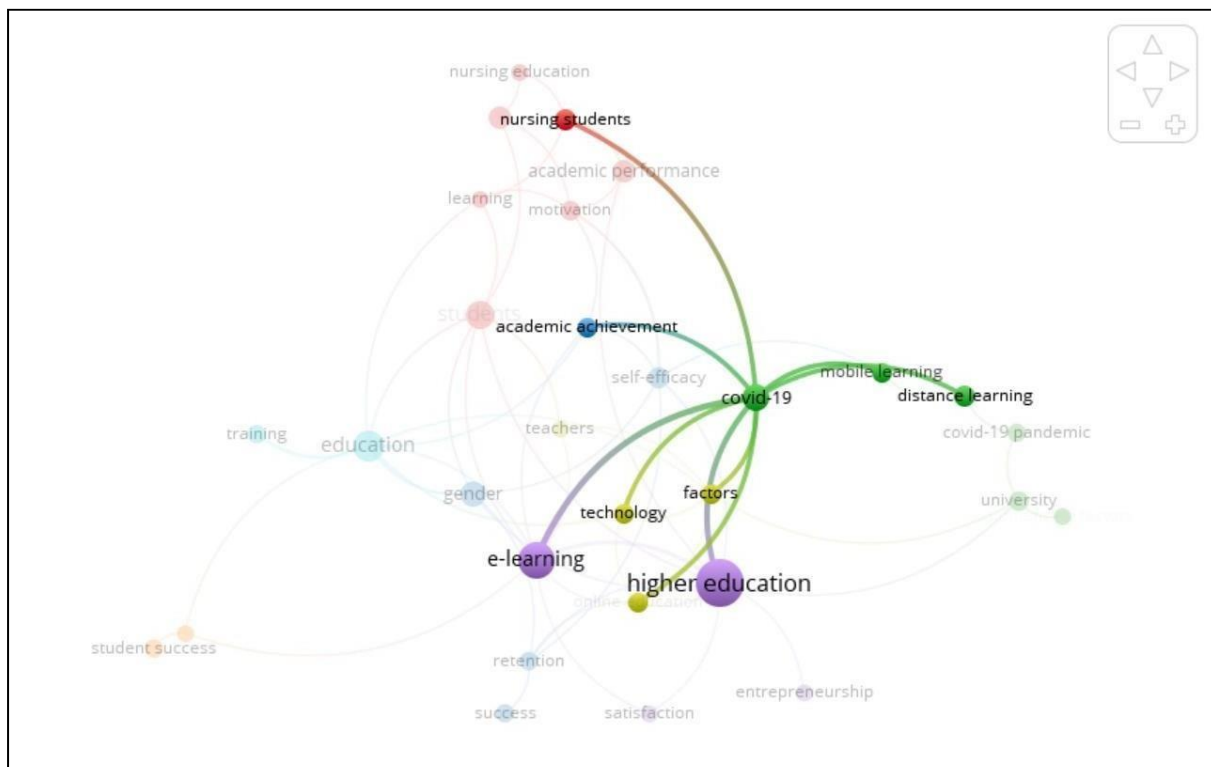 nursing education
nursing students
academic performance
learning
motivation
students
academic achievement
mobile learning
self-efficacy
covid-19
distance learning
teachers
covid-19 pandemic
training
education
gender
factors
university
technology
e-learning
higher education
online education
student success
retention
entrepreneurship
success
satisfaction